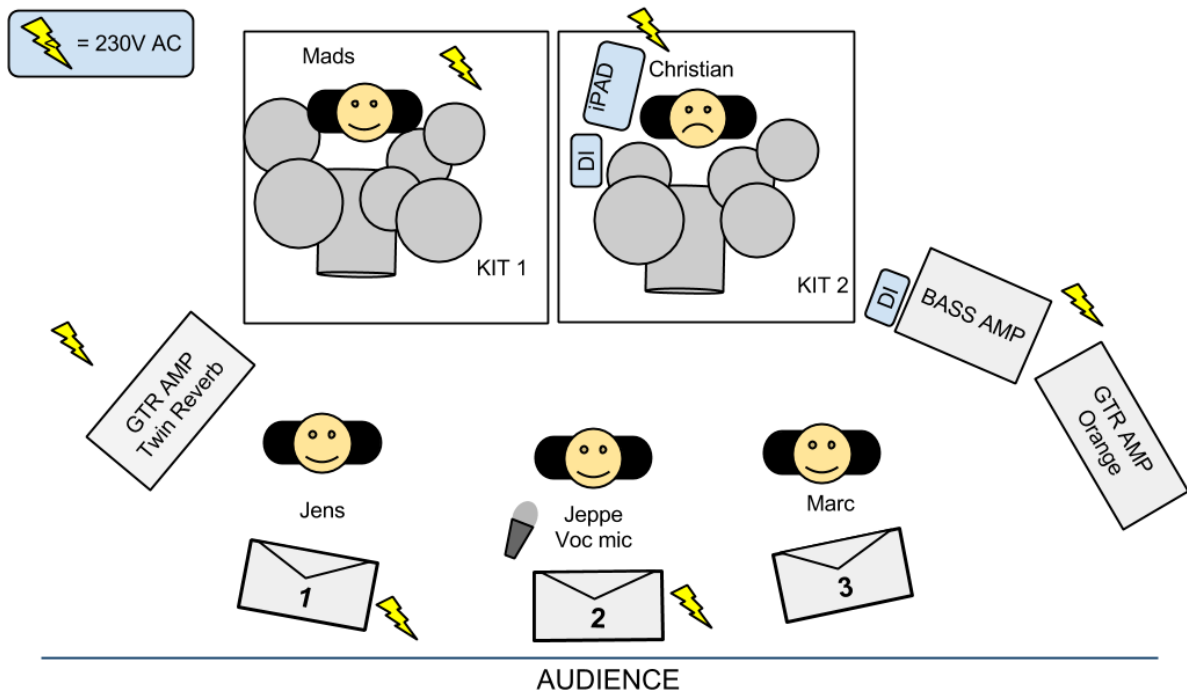 = 230V AC
Mads
Christian
iPAD
DI
KIT 1
KIT 2
DI
BASS AMP
GTR AMP
Twin Reverb
GTR AMP
Orange
Jens
Jeppe
Voc mic
Marc
1
2
3
AUDIENCE